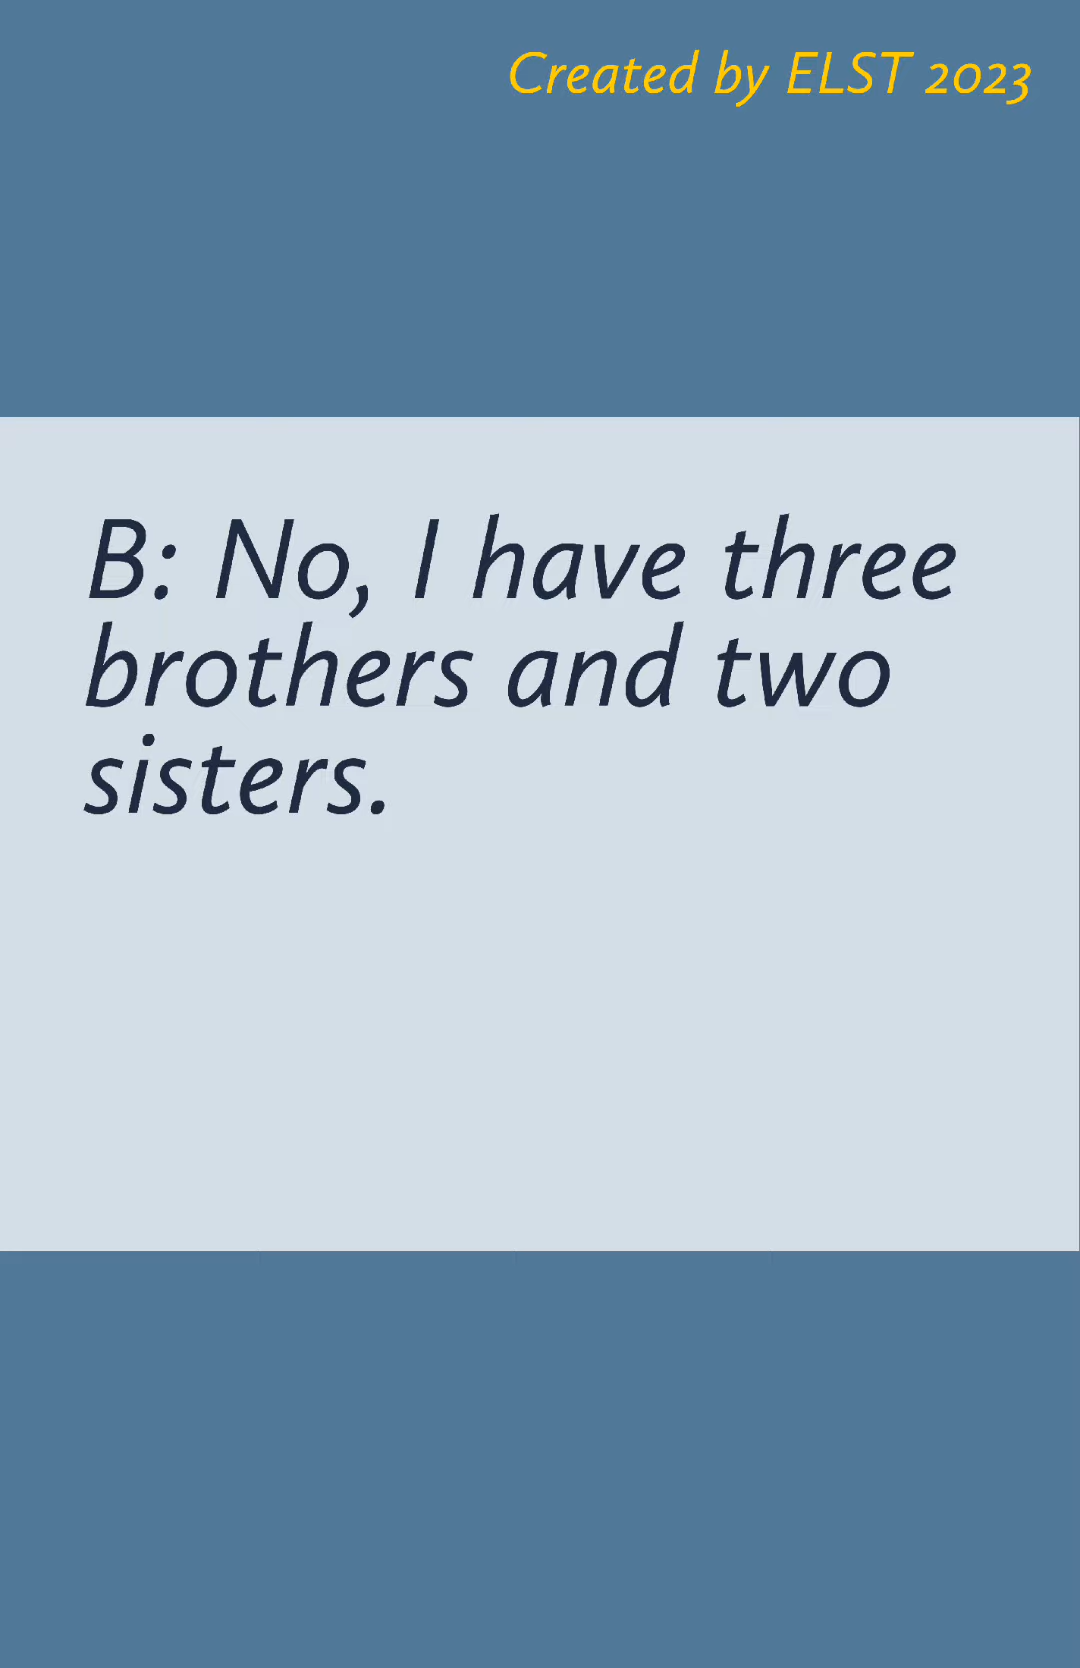 Created by ELST 2023
B: No, I have three
brothers and two
sisters.